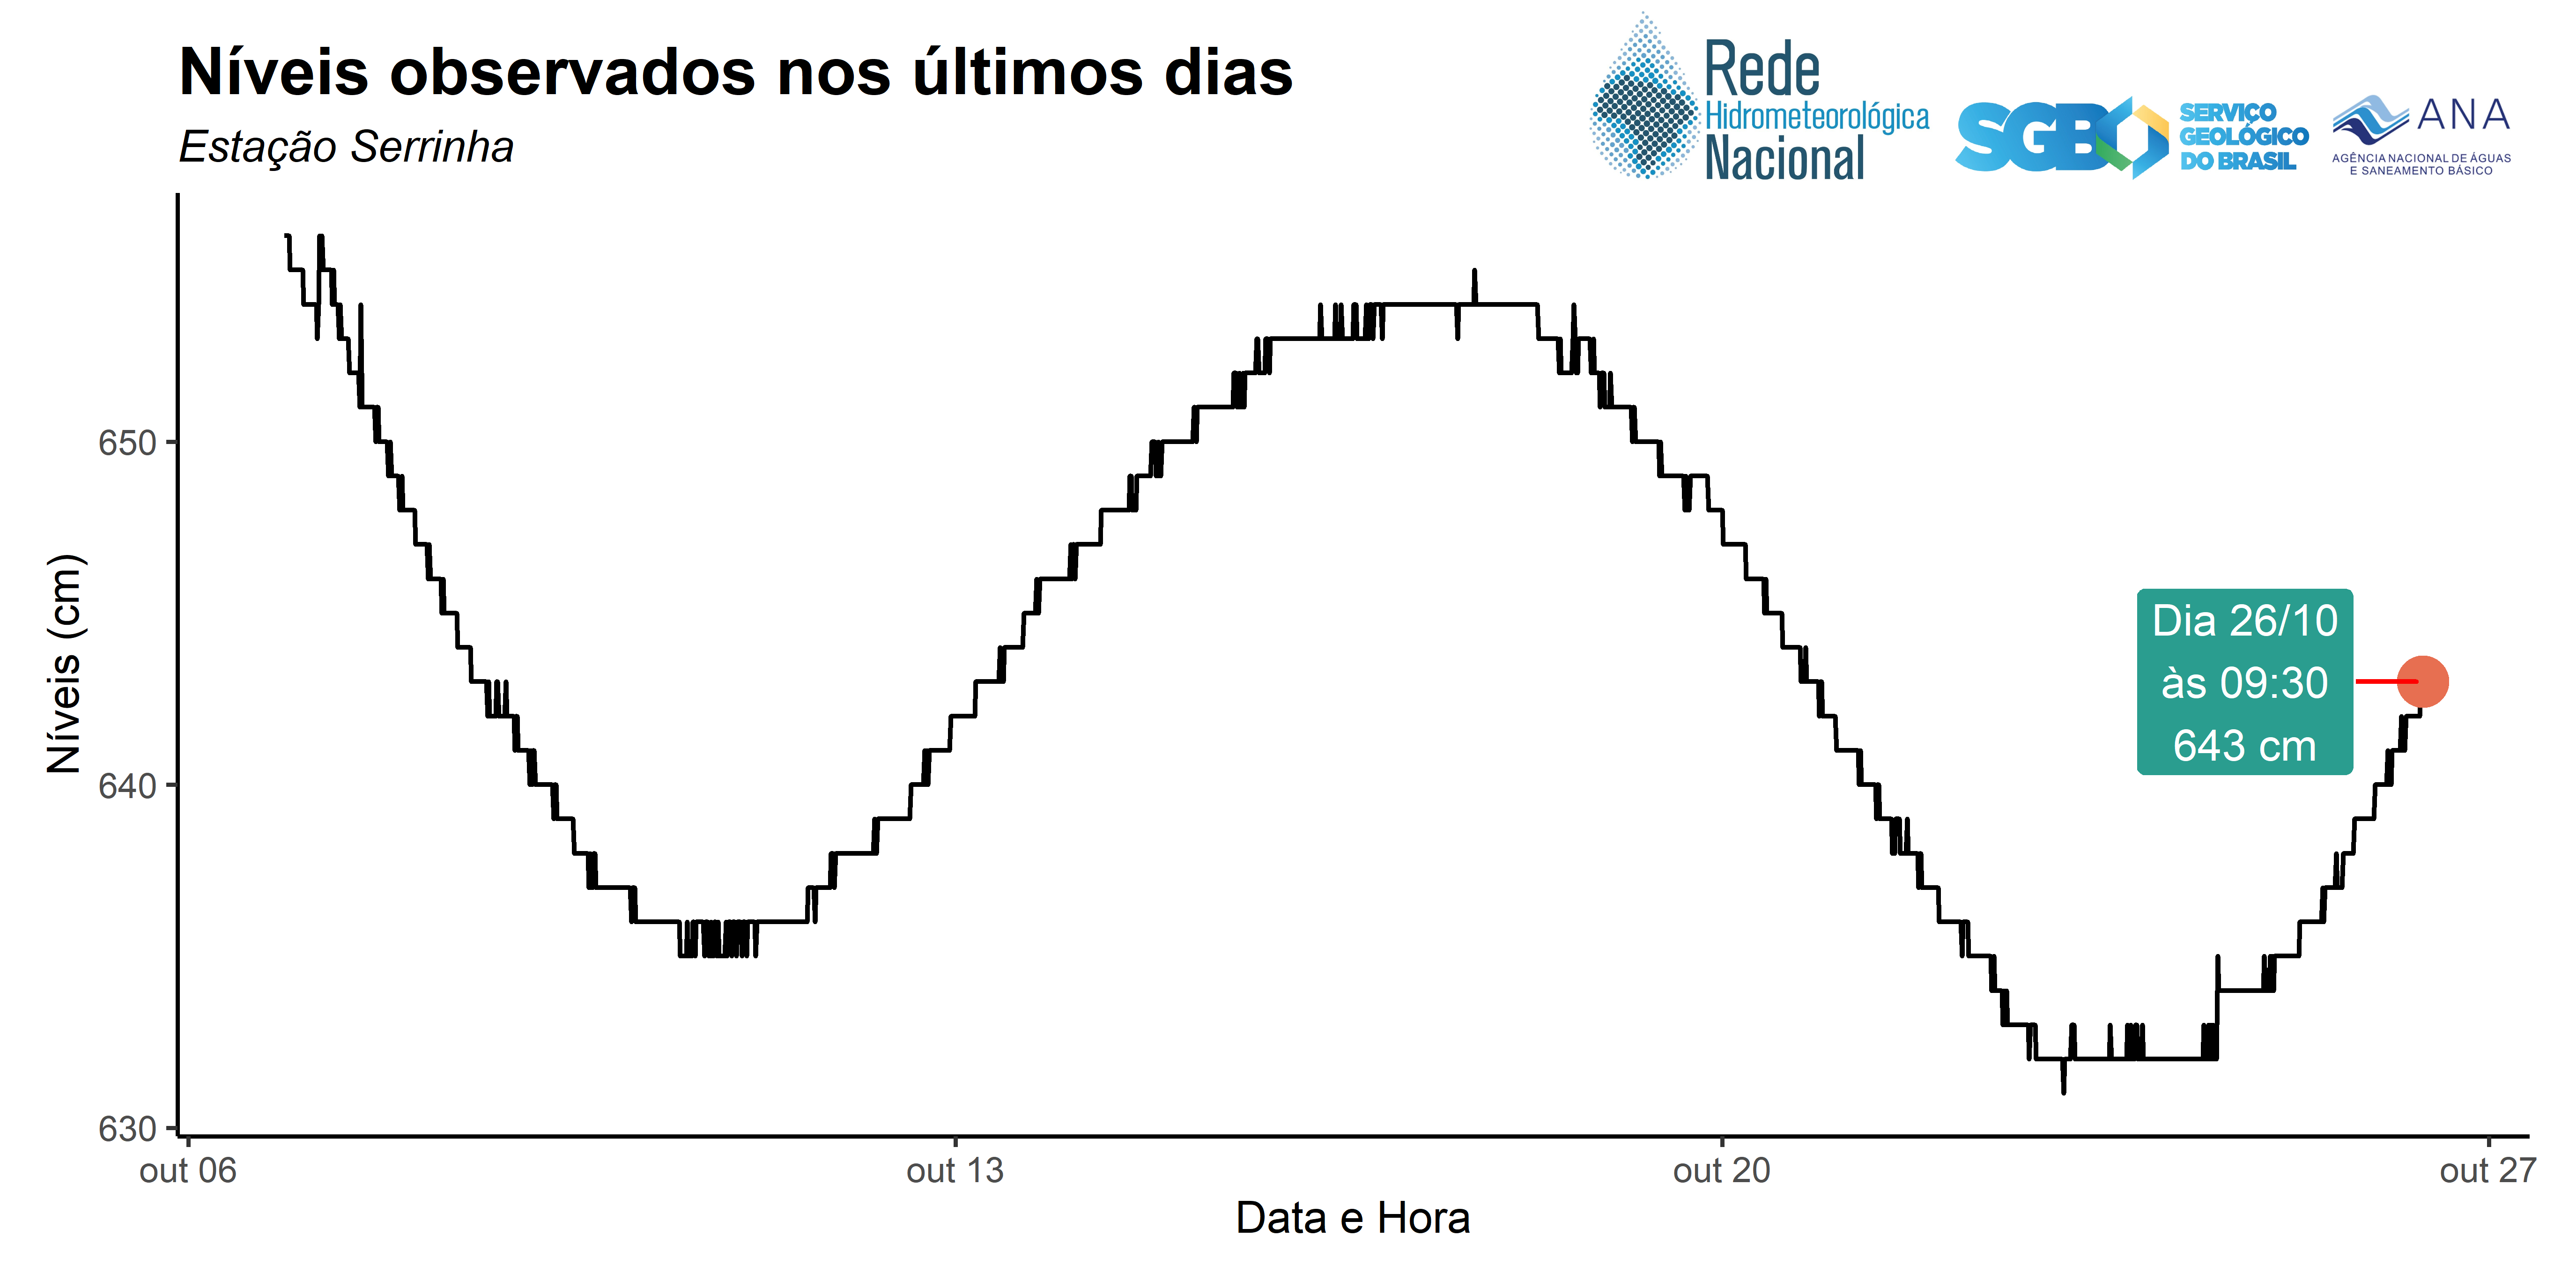 Níveis observados nos últimos dias
Estação Serrinha
Rede
Hidrometeorológica
Nacional
SGB
SERVIÇO
GEOLÓGICO
DO BRASIL
ANA
AGÊNCIA NACIONAL DE ÁGUAS
E SANEAMENTO BÁSICO
Níveis (cm)
650
640
630
Dia 26/10
às 09:30
643 cm
out 06
out 13
out 20
out 27
Data e Hora